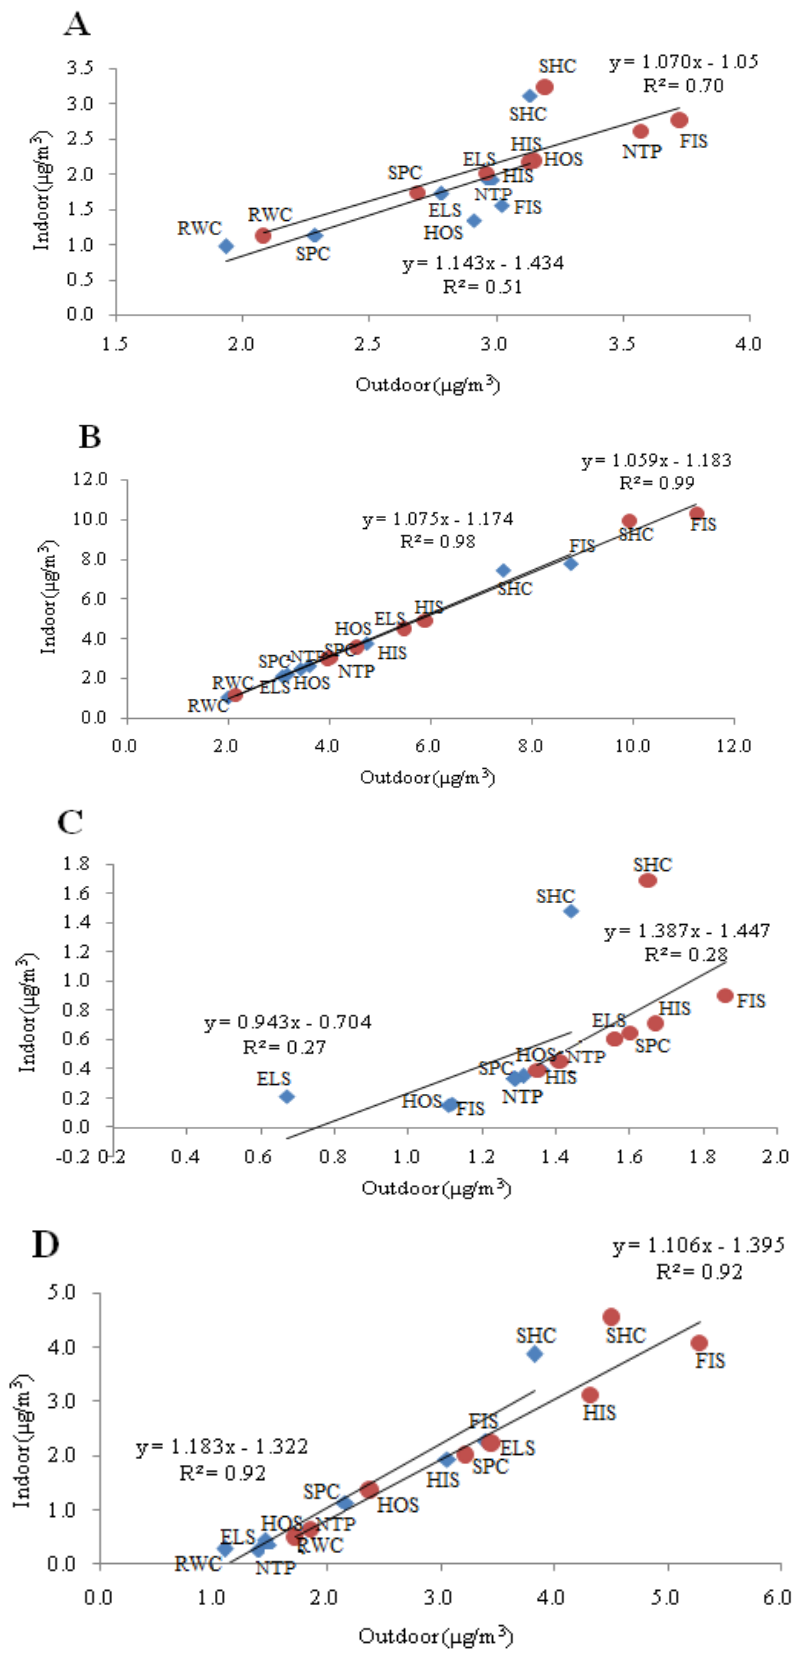 A
y = 1.070x - 1.05
R² = 0.70
3.5
3.0
2.5
2.0
1.5
1.0
0.5
0.0
Indoor(µg/m³)
SHC
SHC
HIS
ELS
HOS
NTP
FIS
SPC
HIS
NTP
ELS
FIS
HOS
RWC
RWC
SPC
y = 1.143x - 1.434
R² = 0.51
1.5 2.0 2.5 3.0 3.5 4.0
Outdoor(µg/m³)
B
y = 1.059x - 1.183
R² = 0.99
y = 1.075x - 1.174
R² = 0.98
12.0
10.0
8.0
6.0
4.0
2.0
0.0
Indoor(µg/m³)
FIS
SHC
FIS
SHC
HIS
ELS
HOS
HIS
SPC
NTP
SPC
NTP
HOS
ELS
RWC
RWC
0.0 2.0 4.0 6.0 8.0 10.0 12.0
Outdoor(µg/m³)
C
1.8
1.6
1.4
1.2
1.0
0.8
0.6
0.4
0.2
0.0
-0.2
Indoor(µg/m³)
SHC
SHC
y = 1.387x - 1.447
R² = 0.28
y = 0.943x - 0.704
R² = 0.27
FIS
HIS
ELS
SPC
HOS
NTP
SPC
HIS
NTP
ELS
HOS
FIS
0.2 0.4 0.6 0.8 1.0 1.2 1.4 1.6 1.8 2.0
Outdoor(µg/m³)
D
y = 1.106x - 1.395
R² = 0.92
5.0
4.0
3.0
2.0
1.0
0.0
Indoor(µg/m³)
SHC
SHC
FIS
HIS
FIS
ELS
SPC
HIS
y = 1.183x - 1.322
R² = 0.92
SPC
HOS
HOS
NTP
ELS
RWC
RWC
NTP
0.0 1.0 2.0 3.0 4.0 5.0 6.0
Outdoor(µg/m³)